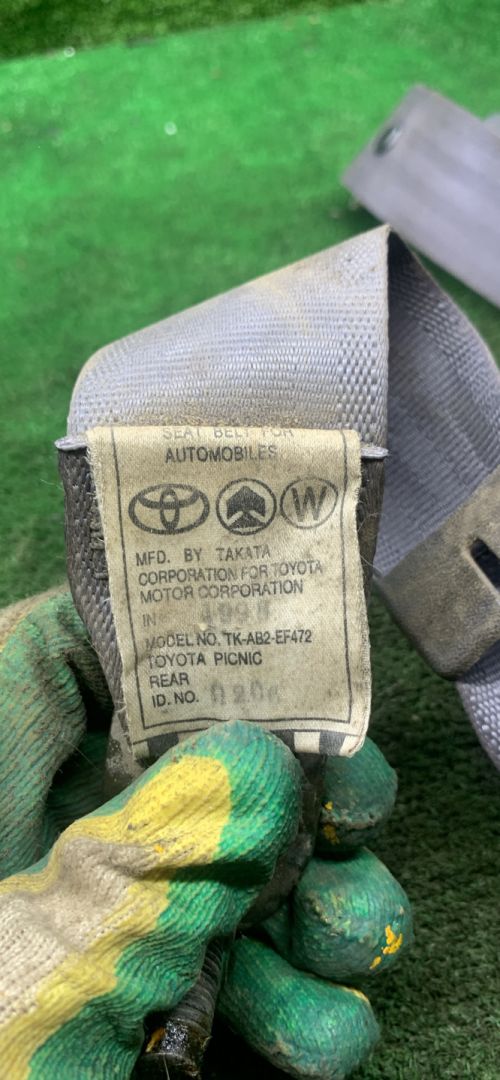 SEAT BELT FOR
AUTOMOBILES
W
MFD. BY TAKATA
CORPORATION FOR TOYOTA
MOTOR CORPORATION
IN
MODEL NO. TK-AB2-EF472
TOYOTA PICNIC
REAR
ID. NO.